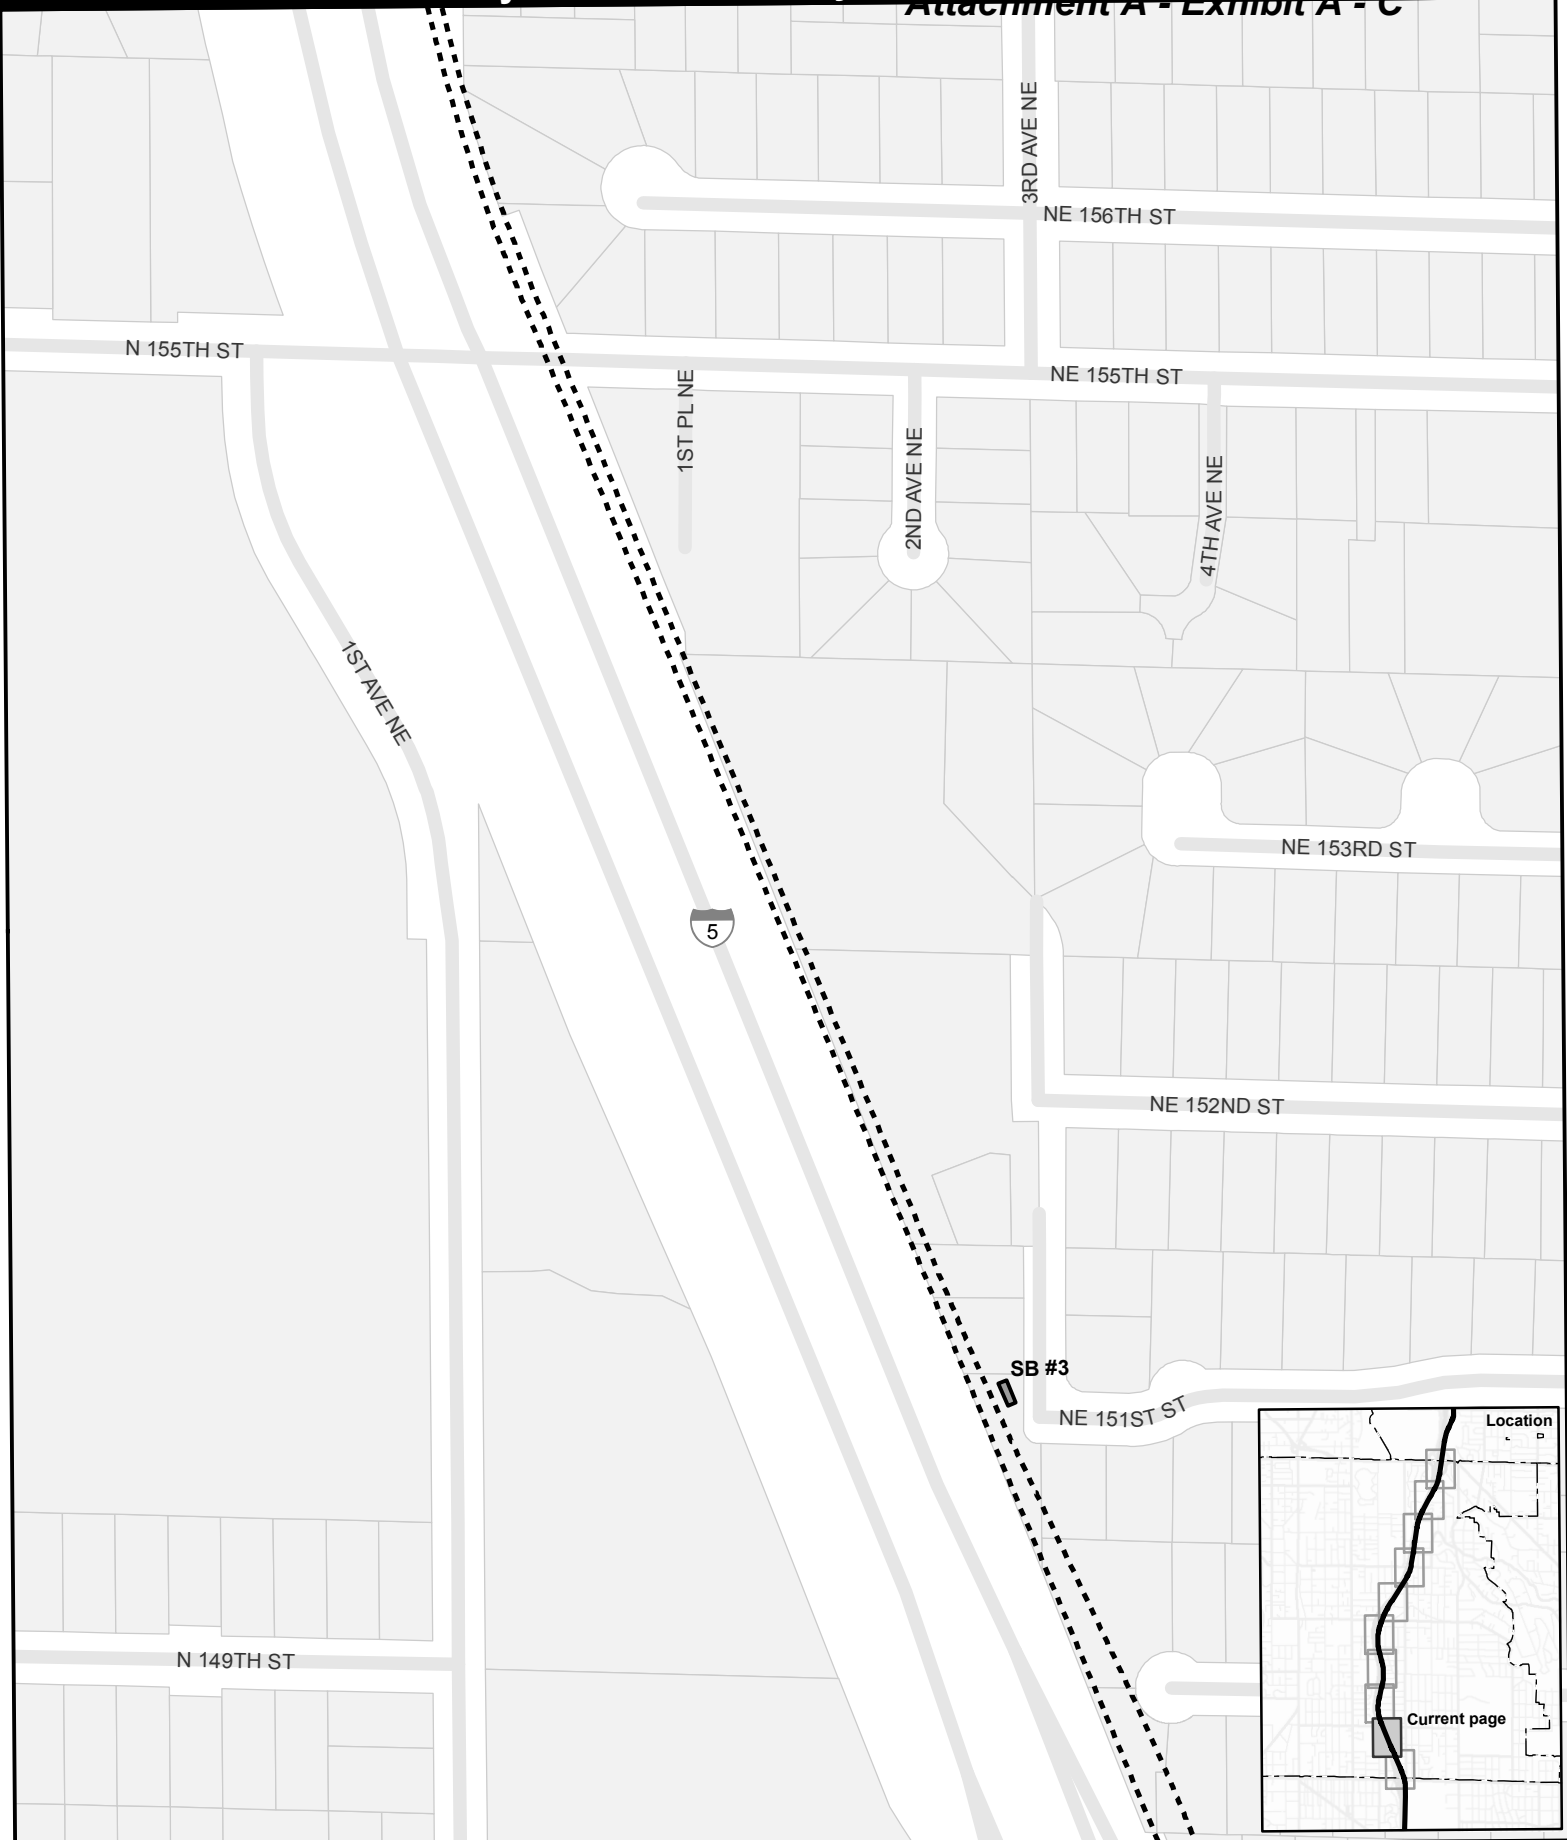 Attachment A - Exhibit A - C
3RD AVE NE
NE 156TH ST
N 155TH ST
NE 155TH ST
1ST PL NE
2ND AVE NE
4TH AVE NE
1ST AVE NE
NE 153RD ST
5
NE 152ND ST
SB #3
NE 151ST ST
Location
N 149TH ST
Current page